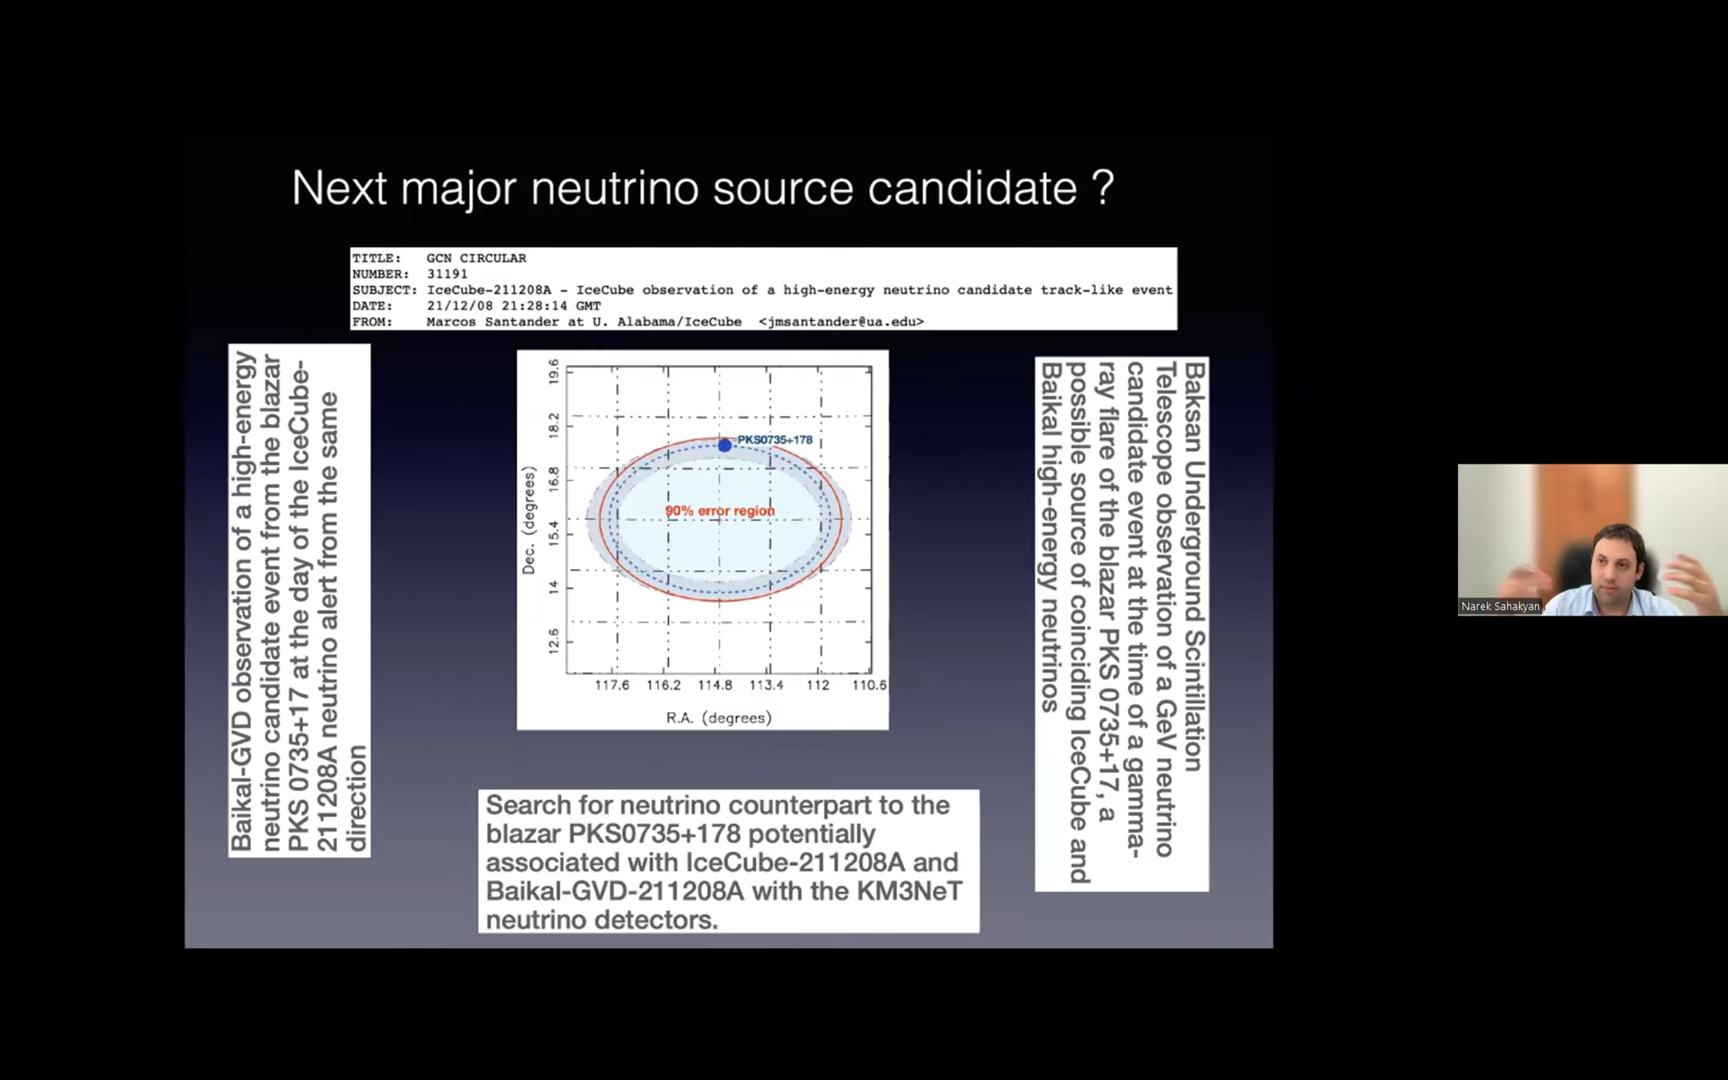 Next major neutrino source candidate ?
TITLE: GCN CIRCULAR
NUMBER: 31191
SUBJECT: IceCube-211208A - IceCube observation of a high-energy neutrino candidate track-like event
DATE: 21/12/08 21:28:14 GMT
FROM: Marcos Santander at U. Alabama/IceCube <jmsantander@ua.edu>
Baikal-GVD observation of a high-energy
neutrino candidate event from the blazar
PKS 0735+17 at the day of the IceCube-
211208A neutrino alert from the same
direction
19.6
18.2
16.8
15.4
14
12.6
Dec. (degrees)
PKS0735+178
90% error region
117.6 116.2 114.8 113.4 112 110.6
R.A. (degrees)
Baksan Underground Scintillation
Telescope observation of a GeV neutrino
candidate event at the time of a gamma-
ray flare of the blazar PKS 0735+17, a
possible source of coinciding IceCube and
Baikal high-energy neutrinos
Search for neutrino counterpart to the
blazar PKS0735+178 potentially
associated with IceCube-211208A and
Baikal-GVD-211208A with the KM3NeT
neutrino detectors.
Narek Sahakyan